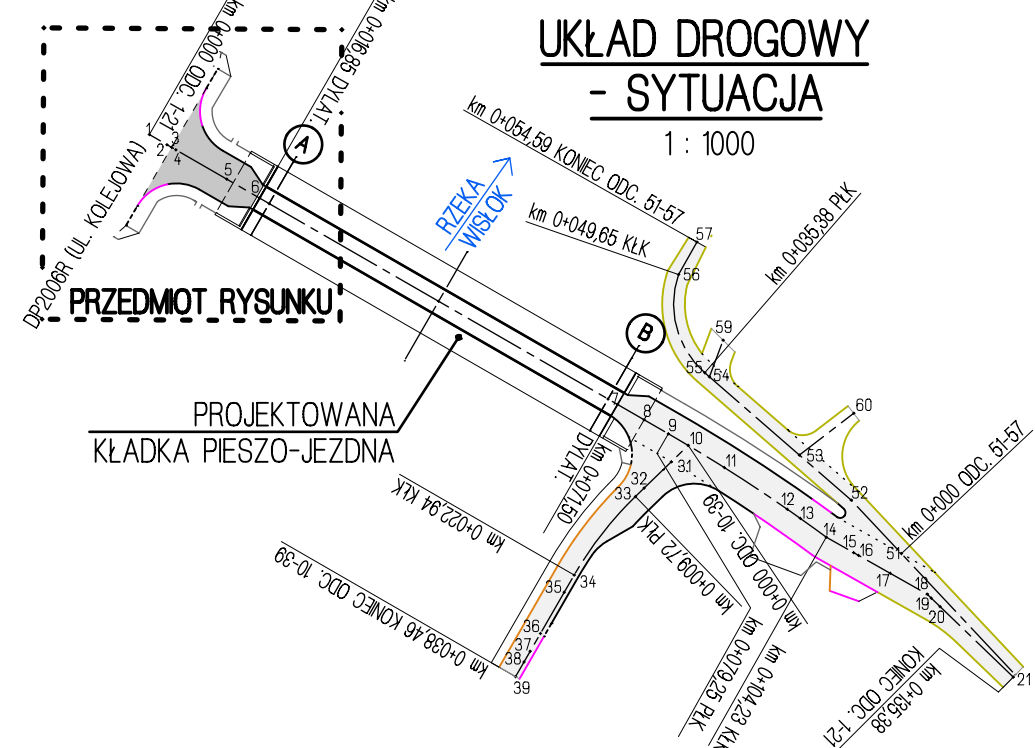 UKŁAD DROGOWY
- SYTUACJA
1 : 1000
km 0+000 ODC. 1-21
km 0+016,85 DYLAT.
A
1
2
3
4
5
6
DP2006R (UL. KOLEJOWA)
PRZEDMIOT RYSUNKU
RZEKA
WISŁOK
km 0+054,59 KONIEC ODC. 51-57
km 0+049,65 KŁK
km 0+035,38 PŁK
57
56
59
55
54
B
60
53
52
PROJEKTOWANA
KŁADKA PIESZO-JEZDNA
7
8
9
10
11
12
13
14
15
16
17
18
19
20
21
51
km 0+000 ODC. 51-57
DYLAT.
km 0+071,50
31
32
33
34
35
36
37
38
39
km 0+022,94 KŁK
km 0+038,46 KONIEC ODC. 10-39
km 0+009,72 PŁK
km 0+000 ODC. 10-39
km 0+079,25 PŁK
km 0+104,23 KŁK
km 0+135,38
KONIEC ODC. 1-21